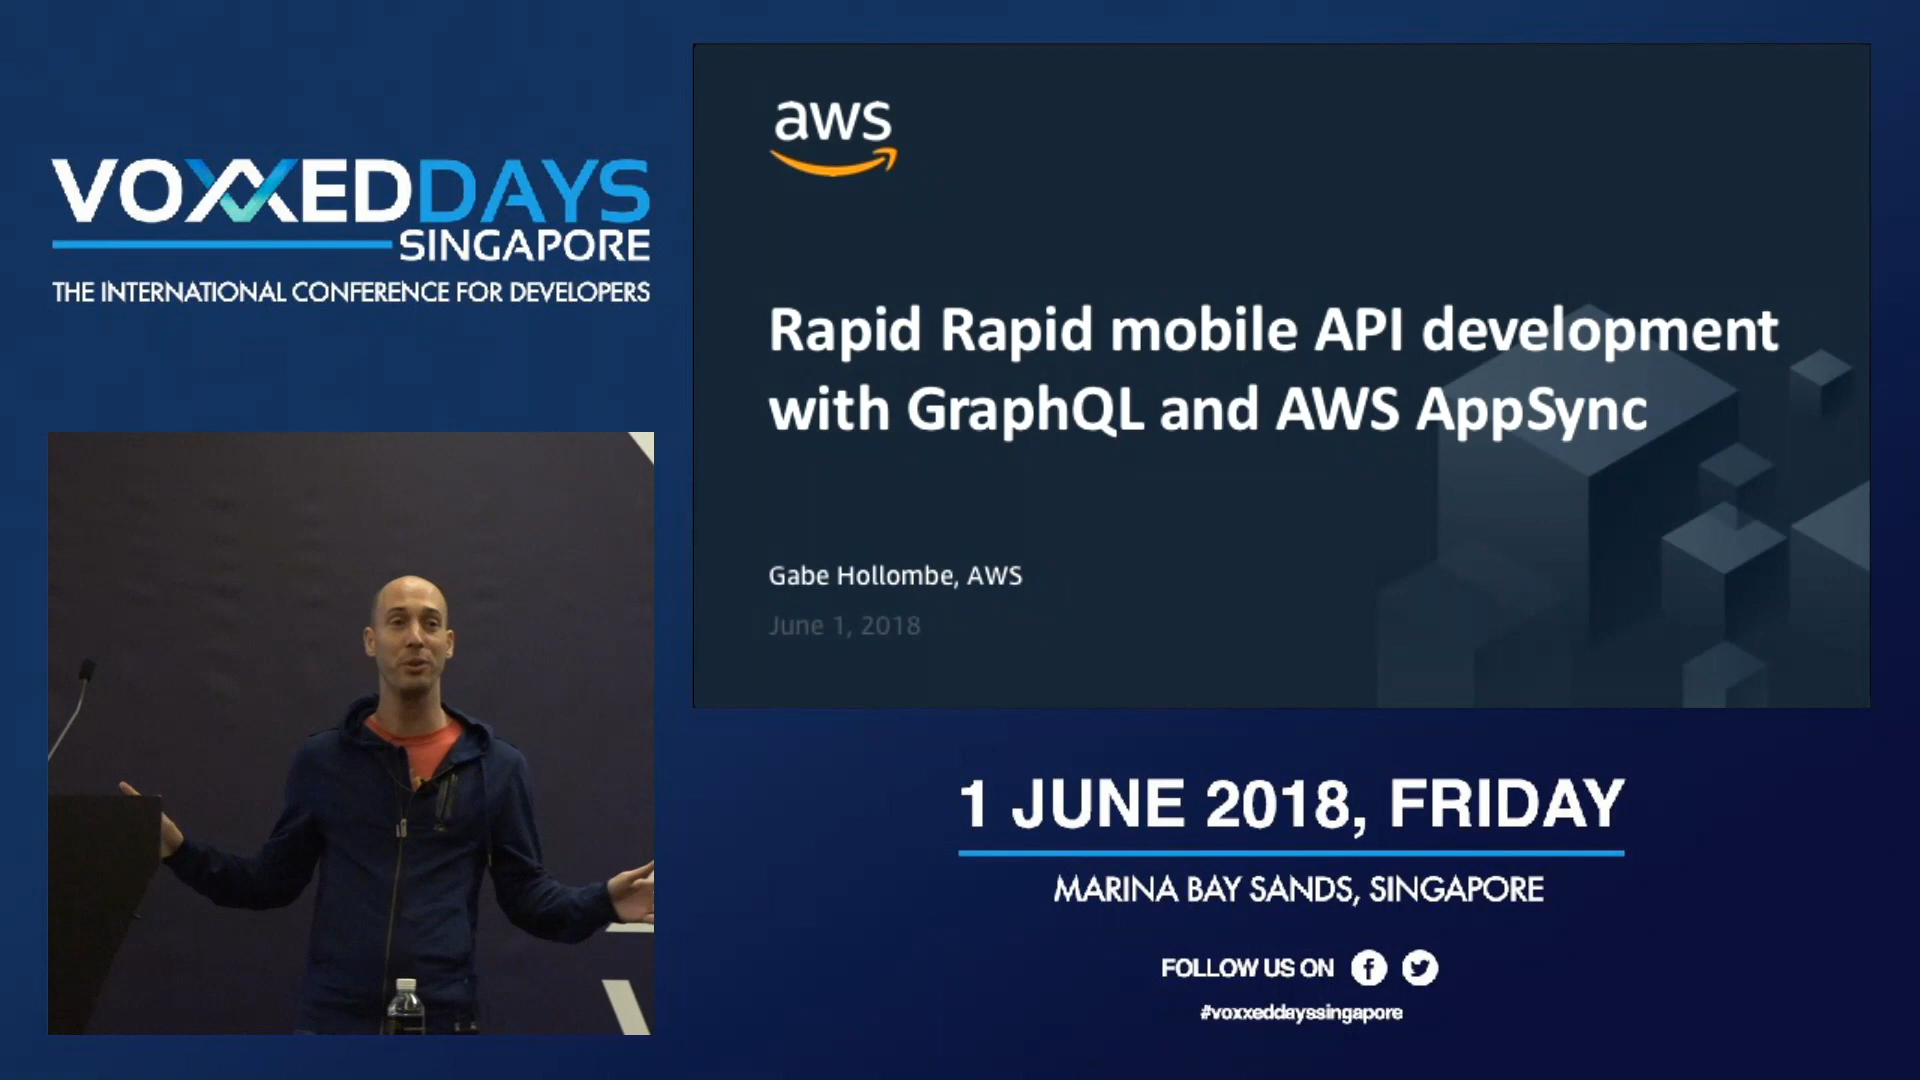 VOXXEDDAYS
SINGAPORE
THE INTERNATIONAL CONFERENCE FOR DEVELOPERS
aws
Rapid Rapid mobile API development
with GraphQL and AWS AppSync
Gabe Hollombe, AWS
June 1, 2018
1 JUNE 2018, FRIDAY
MARINA BAY SANDS, SINGAPORE
FOLLOW US ON
#voxxeddayssingapore